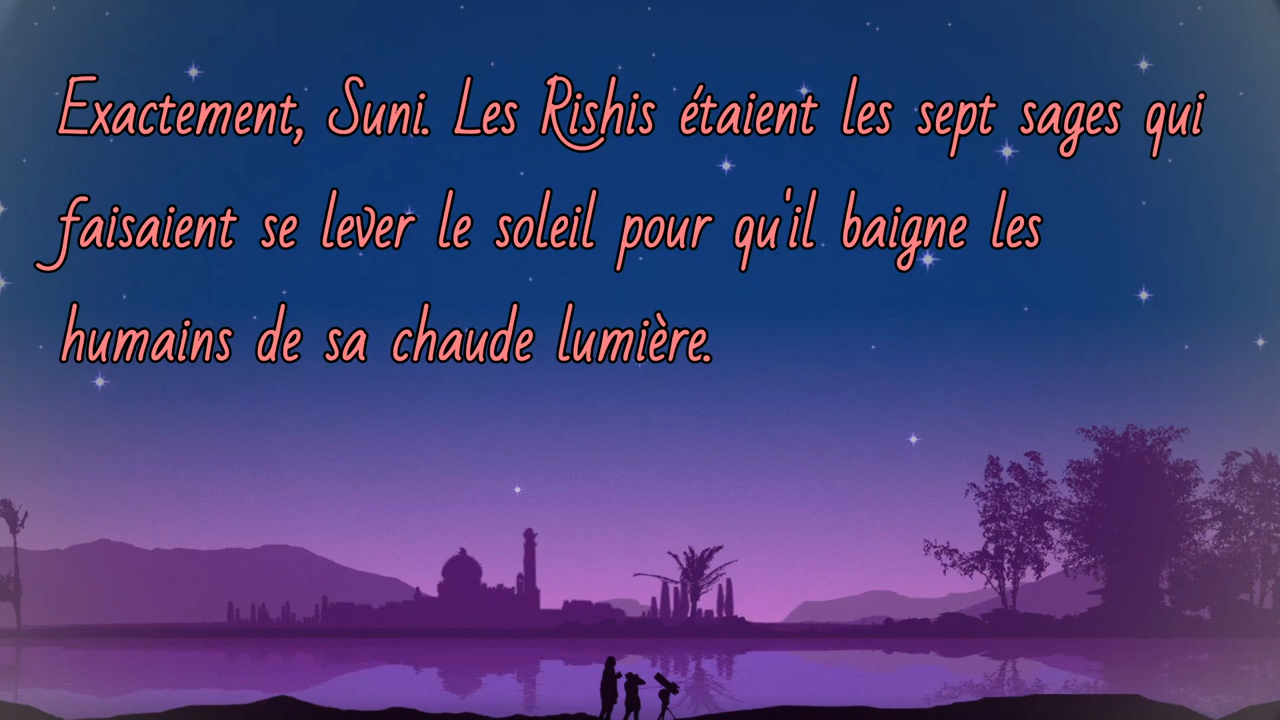 Exactement, Suni. Les Rishis étaient les sept sages qui
faisaient se lever le soleil pour qu'il baigne les
humains de sa chaude lumière.